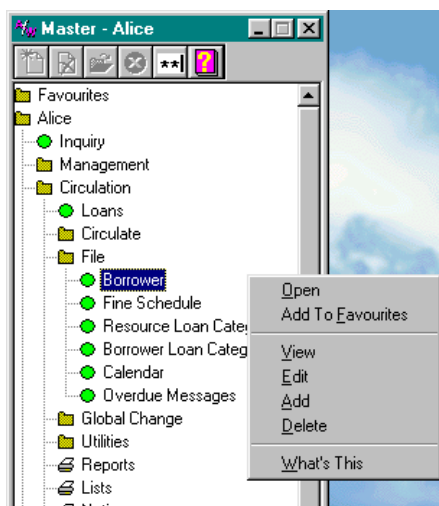 Master - Alice
Favourites
Alice
Inquiry
Management
Circulation
Loans
Circulate
File
Borrower
Fine Schedule
Resource Loan Categ
Borrower Loan Categ
Calendar
Overdue Messages
Global Change
Utilities
Reports
Lists
Open
Add To Favourites
View
Edit
Add
Delete
What's This